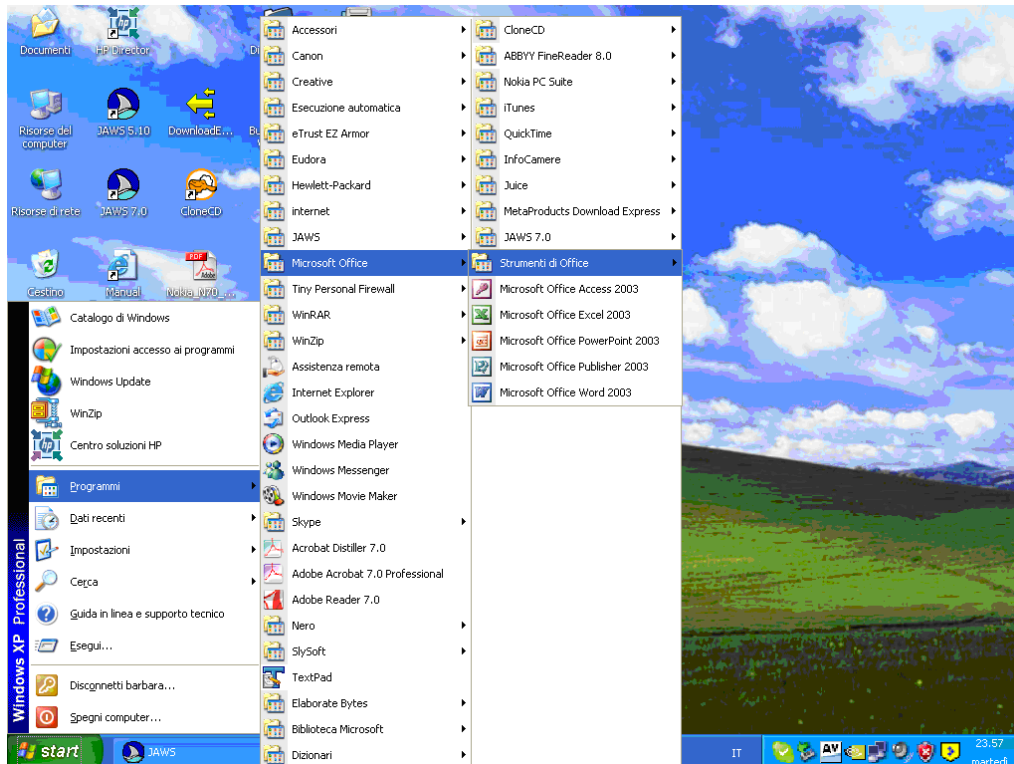 Documenti
HP Director
Risorse del
computer
JAWS 5.10
DownloadE...
Risorse di rete
JAWS 7.0
CloneCD
Cestino
Manual
PDF
Adobe
Nokia_N70_...
Catalogo di Windows
Impostazioni accesso ai programmi
Windows Update
WinZip
Centro soluzioni HP
Programmi
Dati recenti
Impostazioni
Cerca
Guida in linea e supporto tecnico
Esegui...
Disconnetti barbara...
Spegni computer...
Windows XP Professional
Accessori
Canon
Creative
Esecuzione automatica
eTrust EZ Armor
Eudora
Hewlett-Packard
internet
JAWS
Microsoft Office
Tiny Personal Firewall
WinRAR
WinZip
Assistenza remota
Internet Explorer
Outlook Express
Windows Media Player
Windows Messenger
Windows Movie Maker
Skype
Acrobat Distiller 7.0
Adobe Acrobat 7.0 Professional
Adobe Reader 7.0
Nero
SlySoft
TextPad
Elaborate Bytes
Biblioteca Microsoft
Dizionari
CloneCD
ABBYY FineReader 8.0
Nokia PC Suite
iTunes
QuickTime
InfoCamere
Juice
MetaProducts Download Express
JAWS 7.0
Strumenti di Office
Microsoft Office Access 2003
Microsoft Office Excel 2003
Microsoft Office PowerPoint 2003
Microsoft Office Publisher 2003
Microsoft Office Word 2003
start
JAWS
IT
AV
23.57
martedì